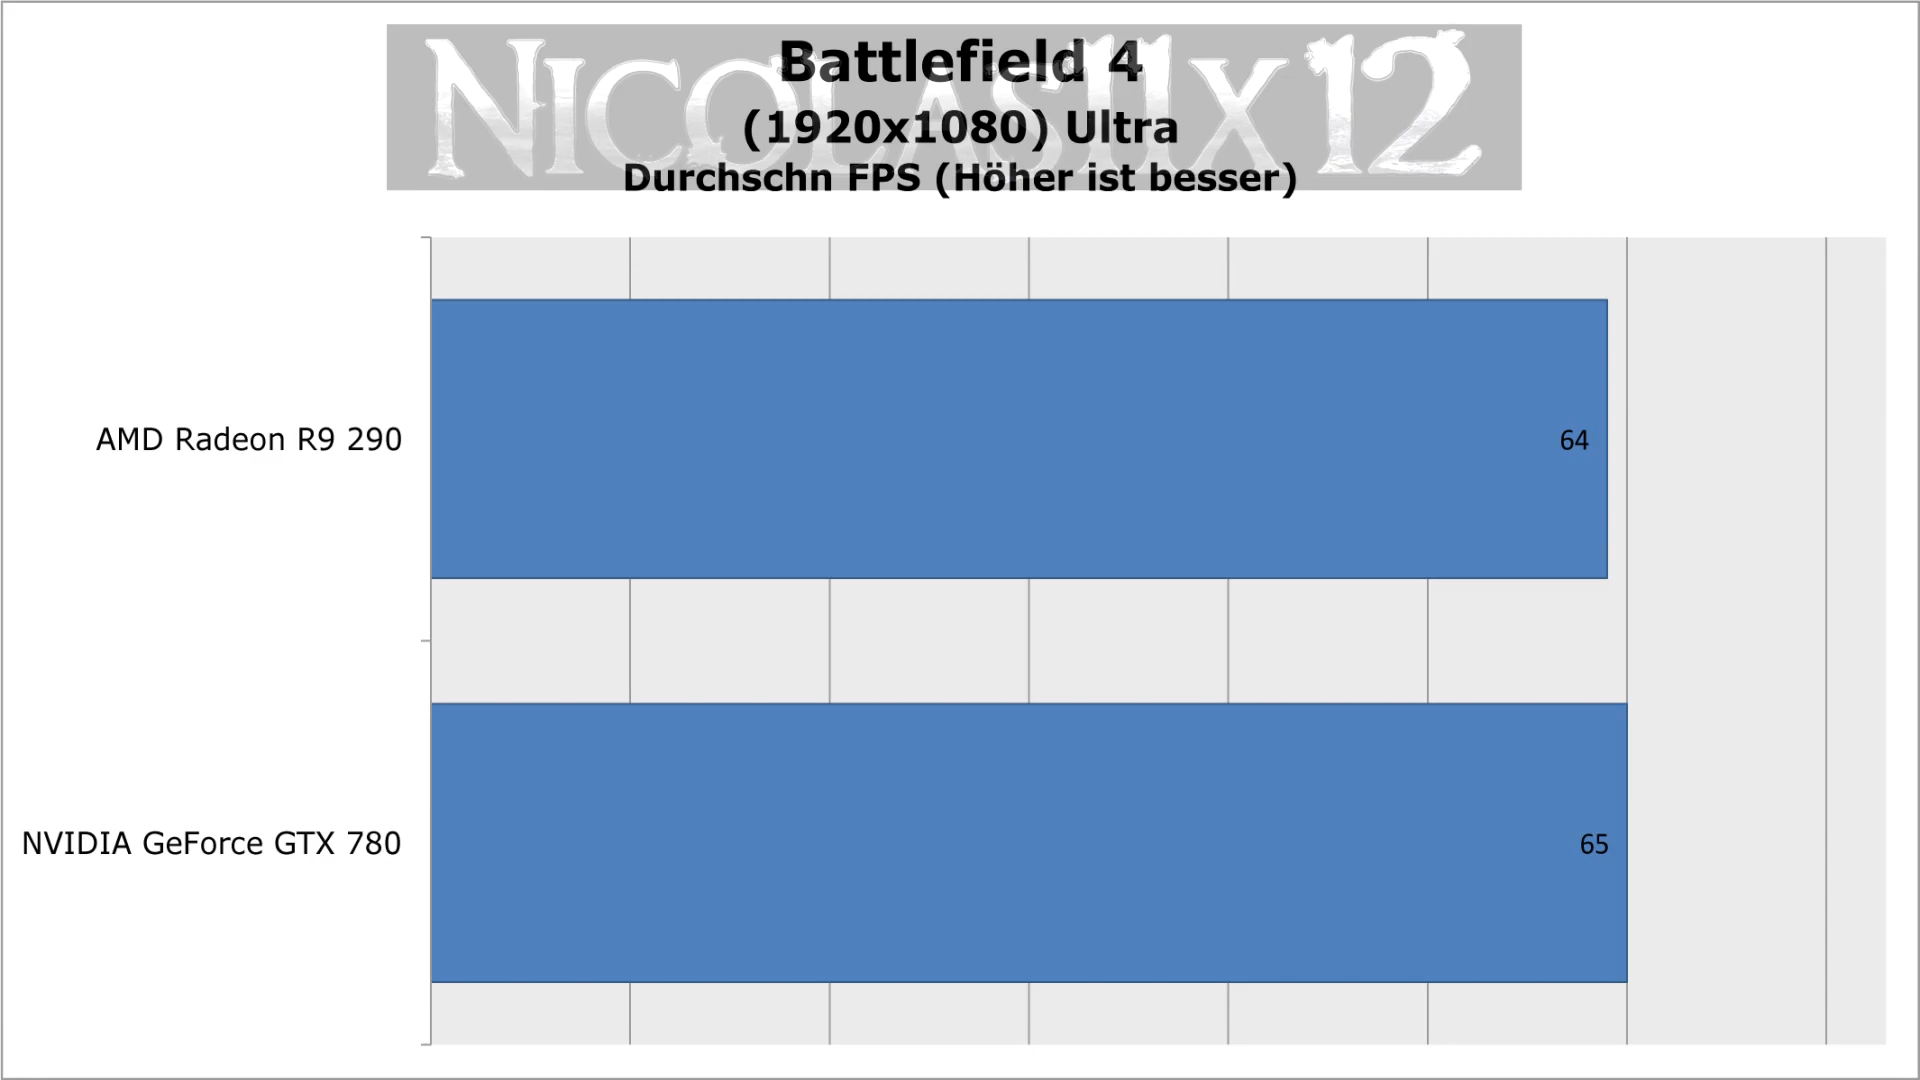 Nicolas11x12
Battlefield 4
(1920x1080) Ultra
Durchschn FPS (Höher ist besser)
AMD Radeon R9 290
64
NVIDIA GeForce GTX 780
65